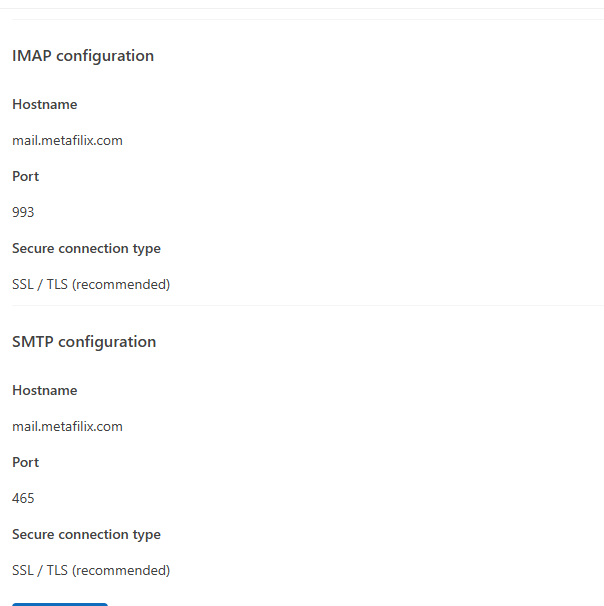 IMAP configuration
Hostname
mail.metafilix.com
Port
993
Secure connection type
SSL / TLS (recommended)
SMTP configuration
Hostname
mail.metafilix.com
Port
465
Secure connection type
SSL / TLS (recommended)